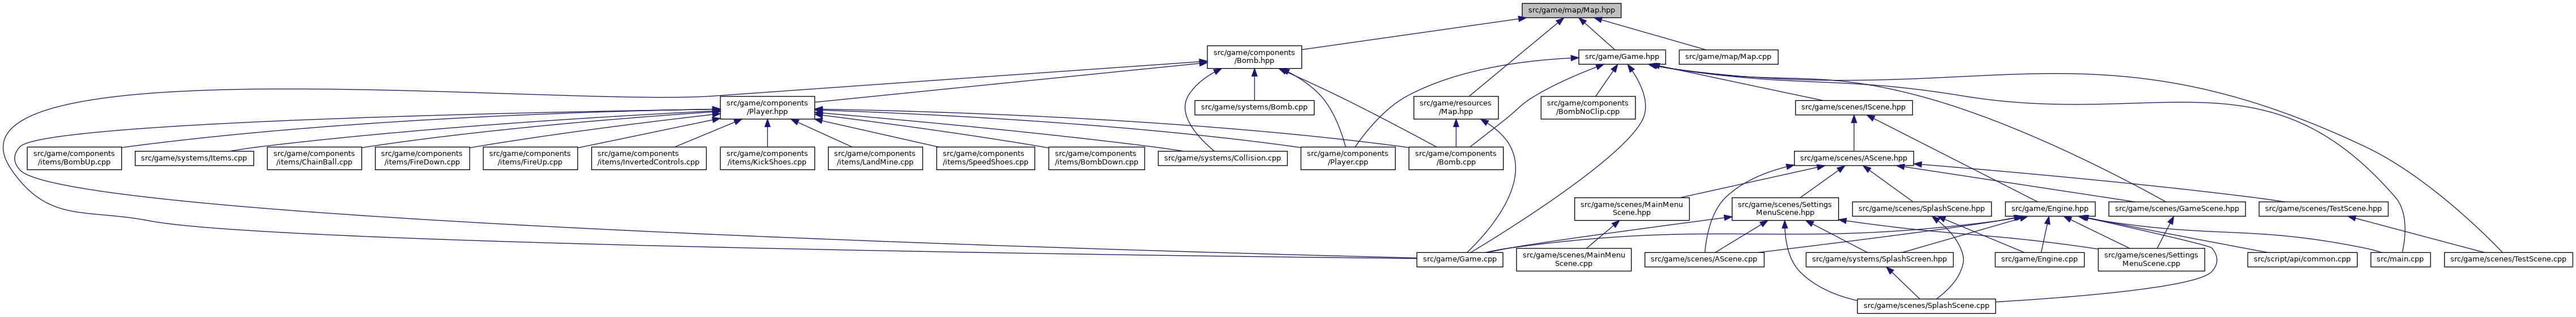 src/game/map/Map.hpp
src/game/components
/Bomb.hpp
src/game/Game.hpp
src/game/map/Map.cpp
src/game/components
/Player.hpp
src/game/systems/Bomb.cpp
src/game/resources
/Map.hpp
src/game/components
/BombNoClip.cpp
src/game/scenes/IScene.hpp
src/game/components
/items/BombUp.cpp
src/game/systems/Items.cpp
src/game/components
/items/ChainBall.cpp
src/game/components
/items/FireDown.cpp
src/game/components
/items/FireUp.cpp
src/game/components
/items/InvertedControls.cpp
src/game/components
/items/KickShoes.cpp
src/game/components
/items/LandMine.cpp
src/game/components
/items/SpeedShoes.cpp
src/game/components
/items/BombDown.cpp
src/game/systems/Collision.cpp
src/game/components
/Player.cpp
src/game/components
/Bomb.cpp
src/game/scenes/AScene.hpp
src/game/scenes/MainMenu
Scene.hpp
src/game/scenes/Settings
MenuScene.hpp
src/game/scenes/SplashScene.hpp
src/game/Engine.hpp
src/game/scenes/GameScene.hpp
src/game/scenes/TestScene.hpp
src/game/Game.cpp
src/game/scenes/MainMenu
Scene.cpp
src/game/scenes/AScene.cpp
src/game/systems/SplashScreen.hpp
src/game/Engine.cpp
src/game/scenes/Settings
MenuScene.cpp
src/script/api/common.cpp
src/main.cpp
src/game/scenes/TestScene.cpp
src/game/scenes/SplashScene.cpp